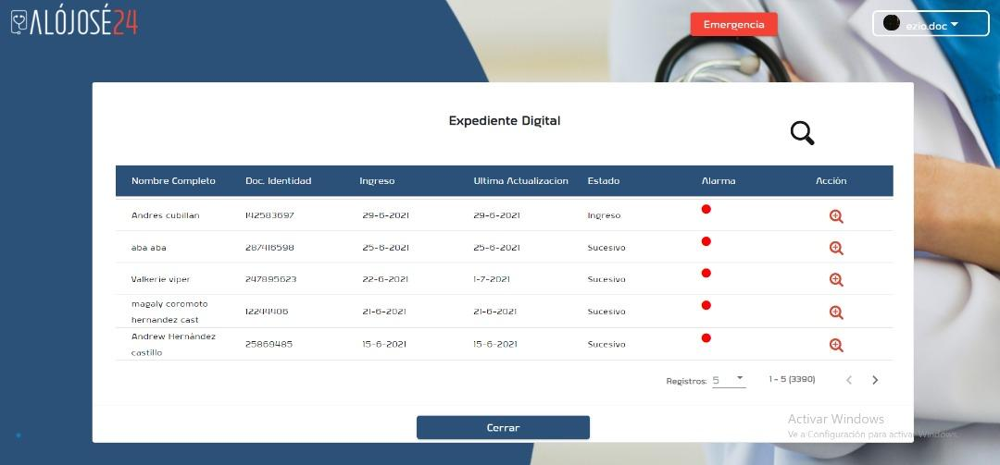 ALÓJOSÉ24
Emergencia
ezio.doc
Expediente Digital
Nombre Completo Doc. Identidad Ingreso Ultima Actualizacion Estado Alarma Acción
Andres cubillan 142583697 29-6-2021 29-6-2021 Ingreso
aba aba 287416598 25-6-2021 25-6-2021 Sucesivo
Valkerie viper 247895623 22-6-2021 1-7-2021 Sucesivo
magaly coromoto
hernandez cast 12244406 21-6-2021 21-6-2021 Sucesivo
Andrew Hernández
castillo 25869485 15-6-2021 15-6-2021 Sucesivo
Registros: 5 1 - 5 (3390)
Cerrar
Activar Windows
Ve a Configuración para activar Windows.